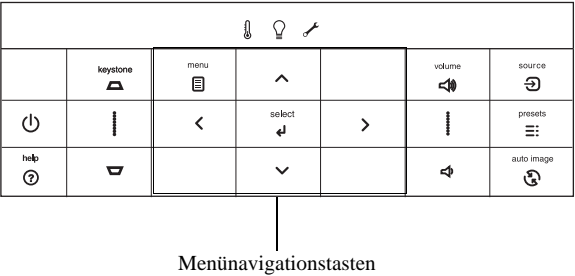 keystone
menu
volume
source
select
presets
help
auto image
Menünavigationstasten